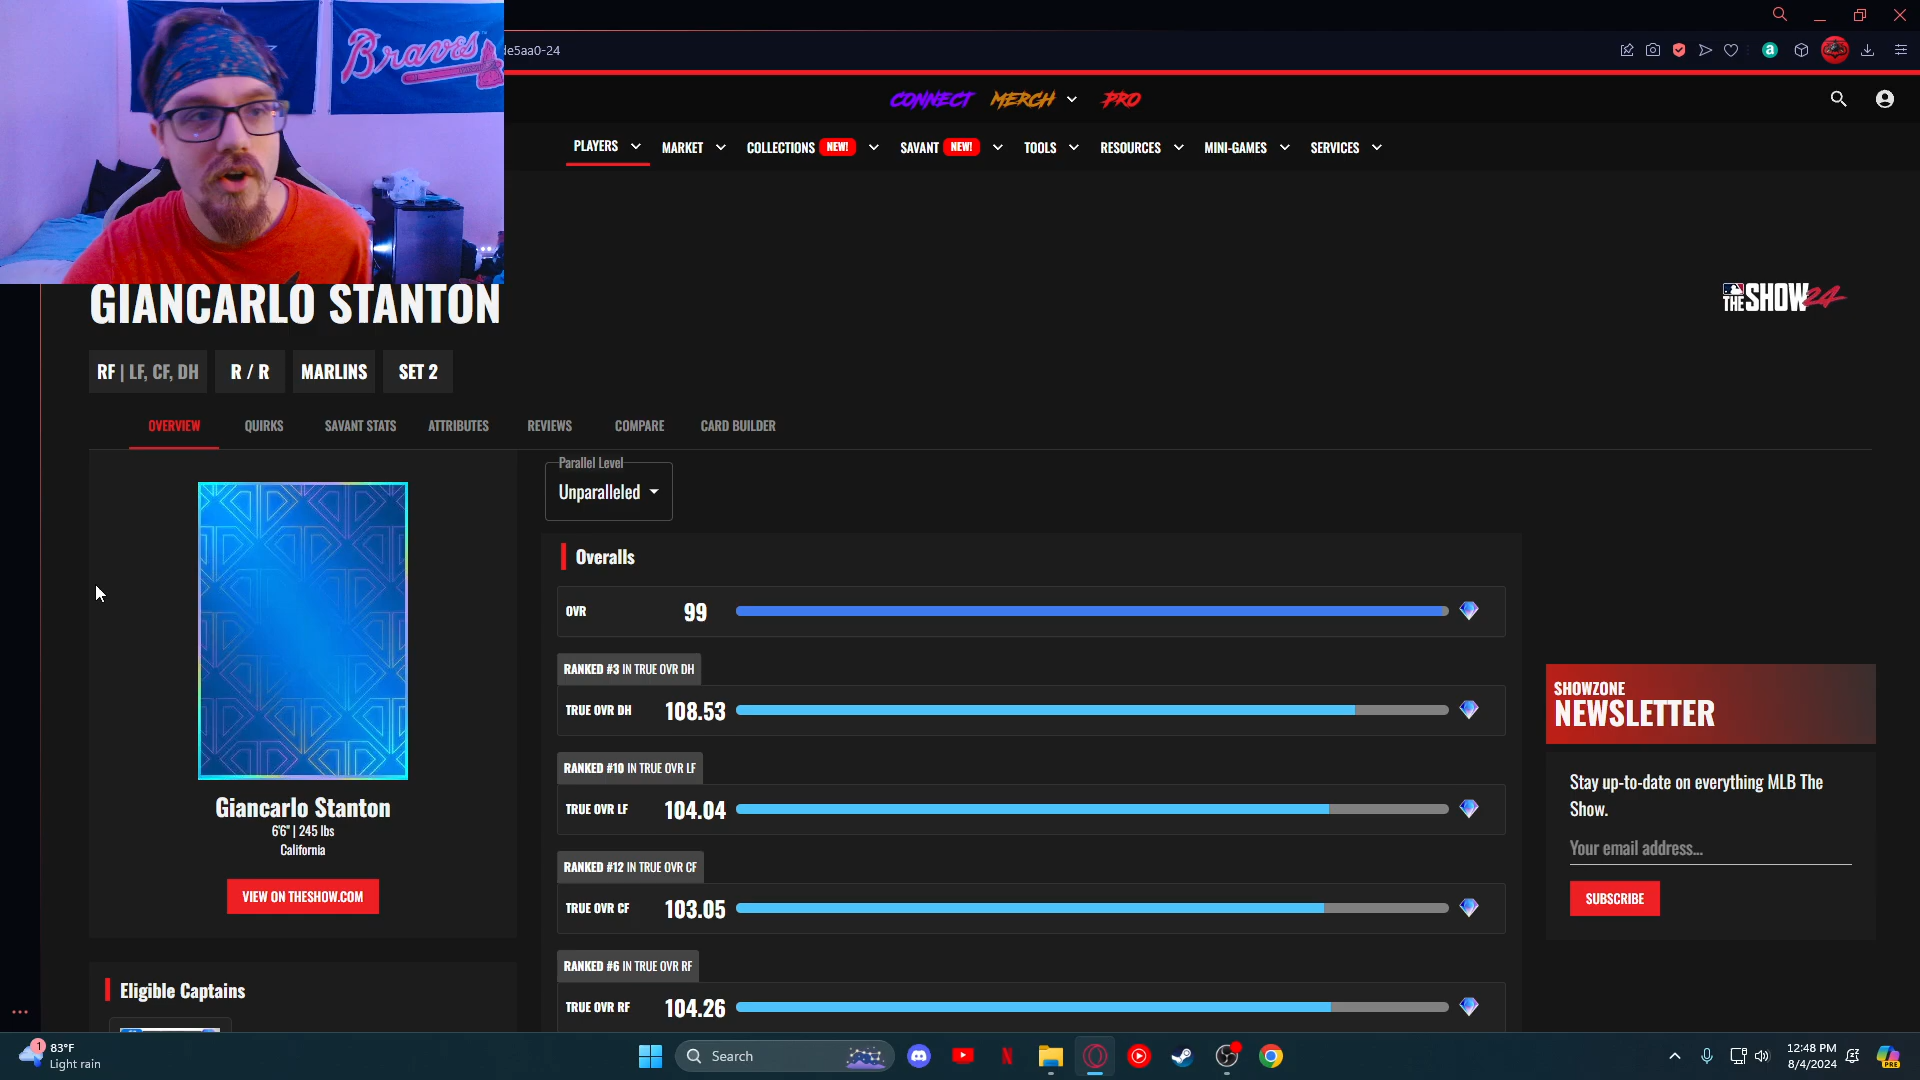 Braves
de5aa0-24
CONNECT MERCH PRO
PLAYERS MARKET COLLECTIONS NEW! SAVANT NEW! TOOLS RESOURCES MINI-GAMES SERVICES
GIANCARLO STANTON
MLB THE SHOW 24
RF | LF, CF, DH R / R MARLINS SET 2
OVERVIEW QUIRKS SAVANT STATS ATTRIBUTES REVIEWS COMPARE CARD BUILDER
Parallel Level
Unparalleled
Overalls
OVR 99
RANKED #3 IN TRUE OVR DH
TRUE OVR DH 108.53
RANKED #10 IN TRUE OVR LF
TRUE OVR LF 104.04
RANKED #12 IN TRUE OVR CF
TRUE OVR CF 103.05
RANKED #6 IN TRUE OVR RF
TRUE OVR RF 104.26
Giancarlo Stanton
6'6" | 245 lbs
California
VIEW ON THESHOW.COM
Eligible Captains
SHOWZONE
NEWSLETTER
Stay up-to-date on everything MLB The
Show.
Your email address...
SUBSCRIBE
1
83°F
Light rain
Search
12:48 PM
8/4/2024
PRE